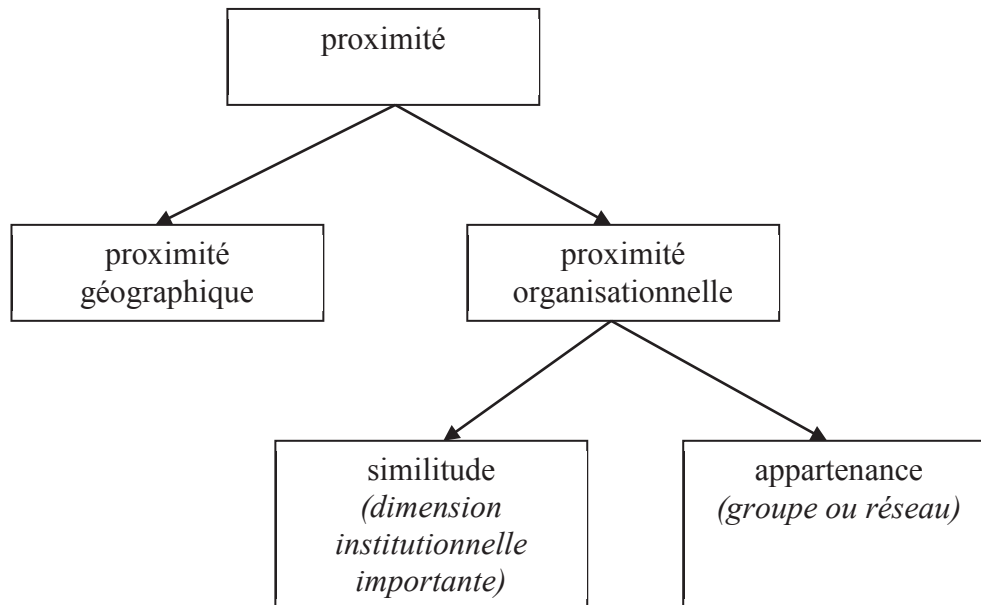 proximité
proximité
géographique
proximité
organisationnelle
similitude
(dimension
institutionnelle
importante)
appartenance
(groupe ou réseau)